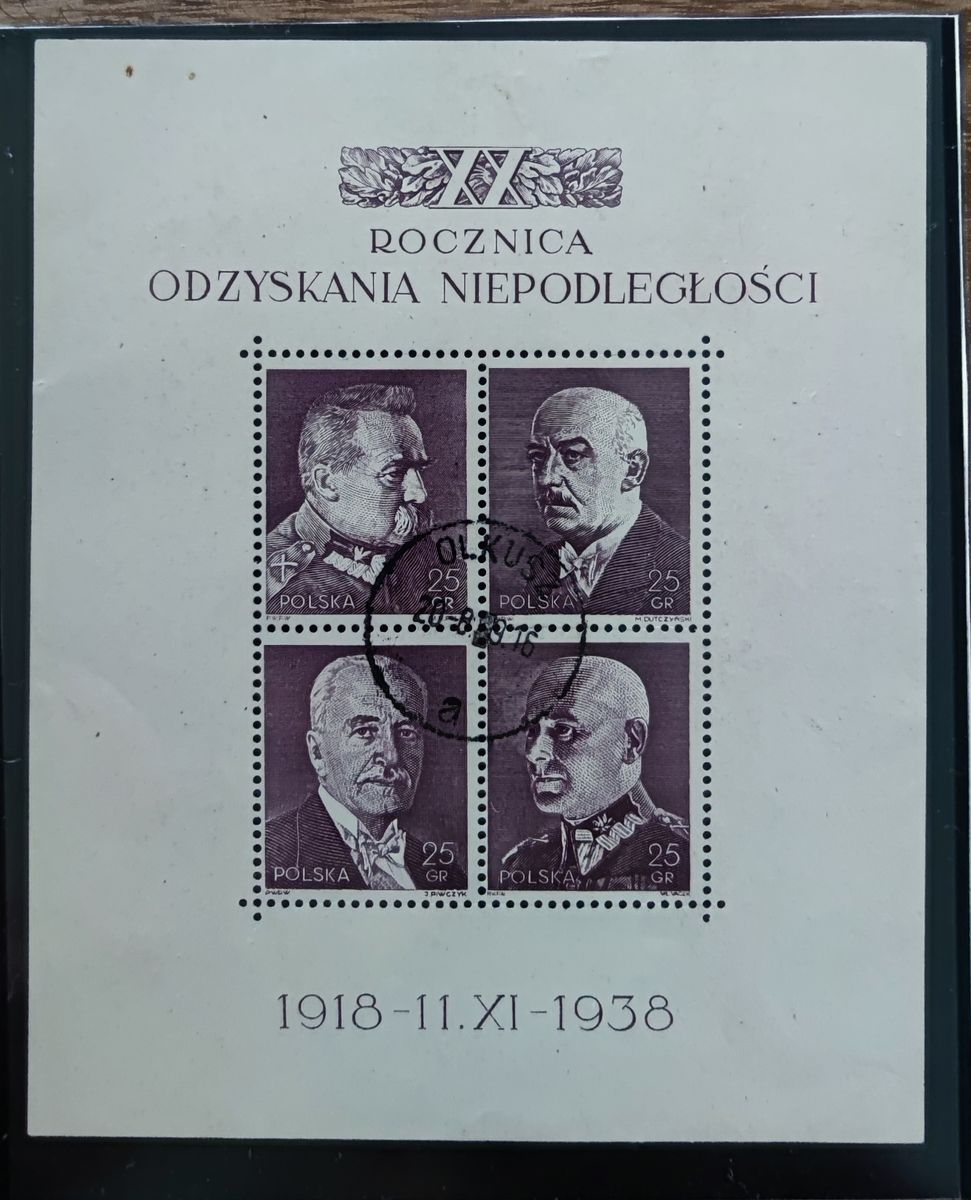 XX
ROCZNICA
ODZYSKANIA NIEPODLEGŁOŚCI
25
POLSKA GR
25
POLSKA GR
M. DUTCZYŃSKI
OLKUSZ
a
25
POLSKA GR
P.W.P.W. J. PIWCZYK
25
POLSKA GR
1918-11.XI-1938